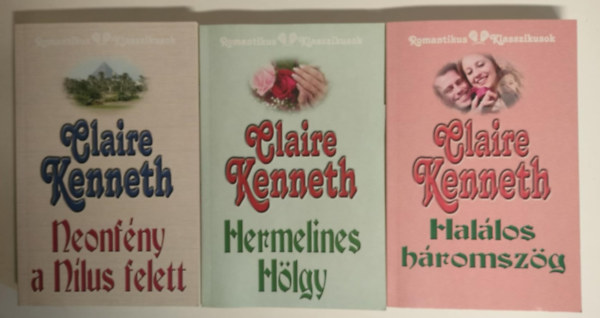 Romantikus Klasszikusok
Claire
Kenneth
Neonfény
a Nílus felett
Romantikus Klasszikusok
Claire
Kenneth
Hermelines
Hölgy
Romantikus Klasszikusok
Claire
Kenneth
Halálos
háromszög